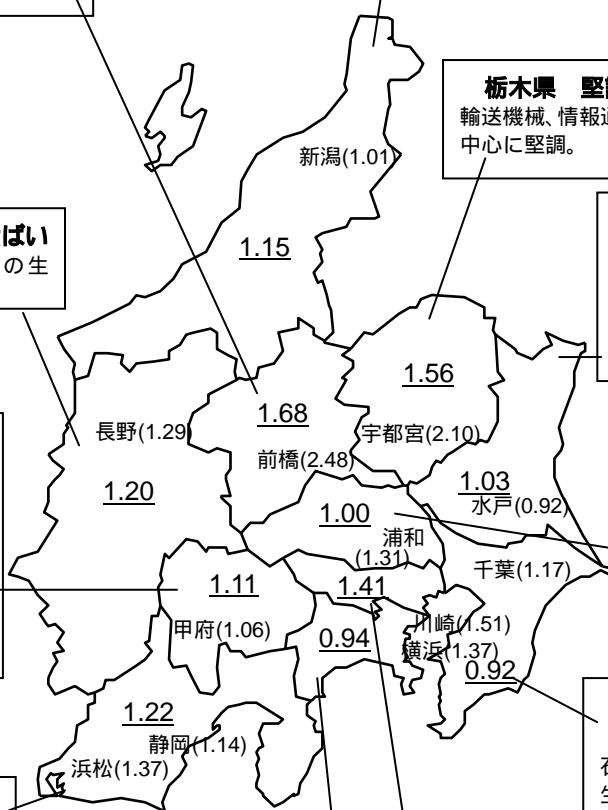 栃木県 堅
輸送機械、情報通
中心に堅調。
新潟(1.01)
ばい
の生
1.15
1.56
1.68
長野(1.29)
宇都宮(2.10)
前橋(2.48)
1.20
1.03
水戸(0.92)
1.00
浦和
(1.31)
千葉(1.17)
1.11
1.41
甲府(1.06)
川崎(1.51)
0.94
横浜(1.37)
0.92
1.22
静岡(1.14)
浜松(1.37)